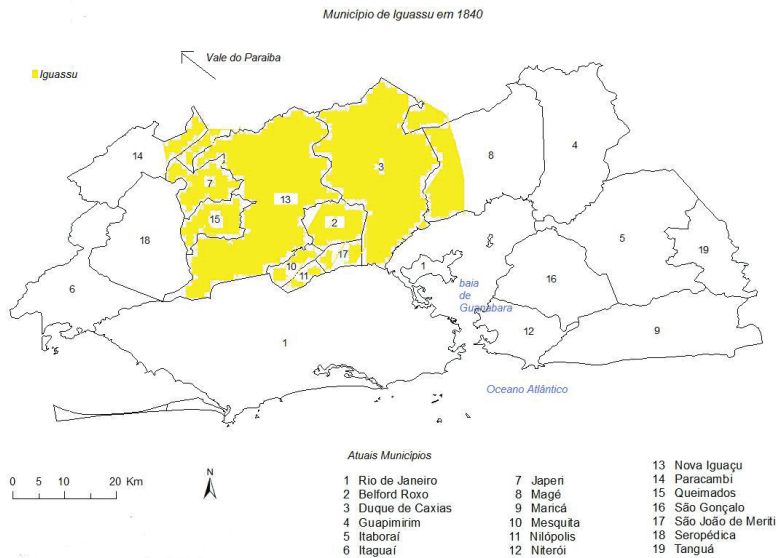 Município de Iguassu em 1840
Vale do Paraiba
Iguassu
14
8
4
3
7
13
15
2
18
5
19
17
10
11
1
16
6
baia
de
Guanabara
12
9
1
Oceano Atlântico
Atuais Municípios
0 5 10 20 Km
N
1 Rio de Janeiro
2 Belford Roxo
3 Duque de Caxias
4 Guapimirim
5 Itaboraí
6 Itaguaí
7 Japeri
8 Magé
9 Maricá
10 Mesquita
11 Nilópolis
12 Niterói
13 Nova Iguaçu
14 Paracambi
15 Queimados
16 São Gonçalo
17 São João de Meriti
18 Seropédica
19 Tanguá